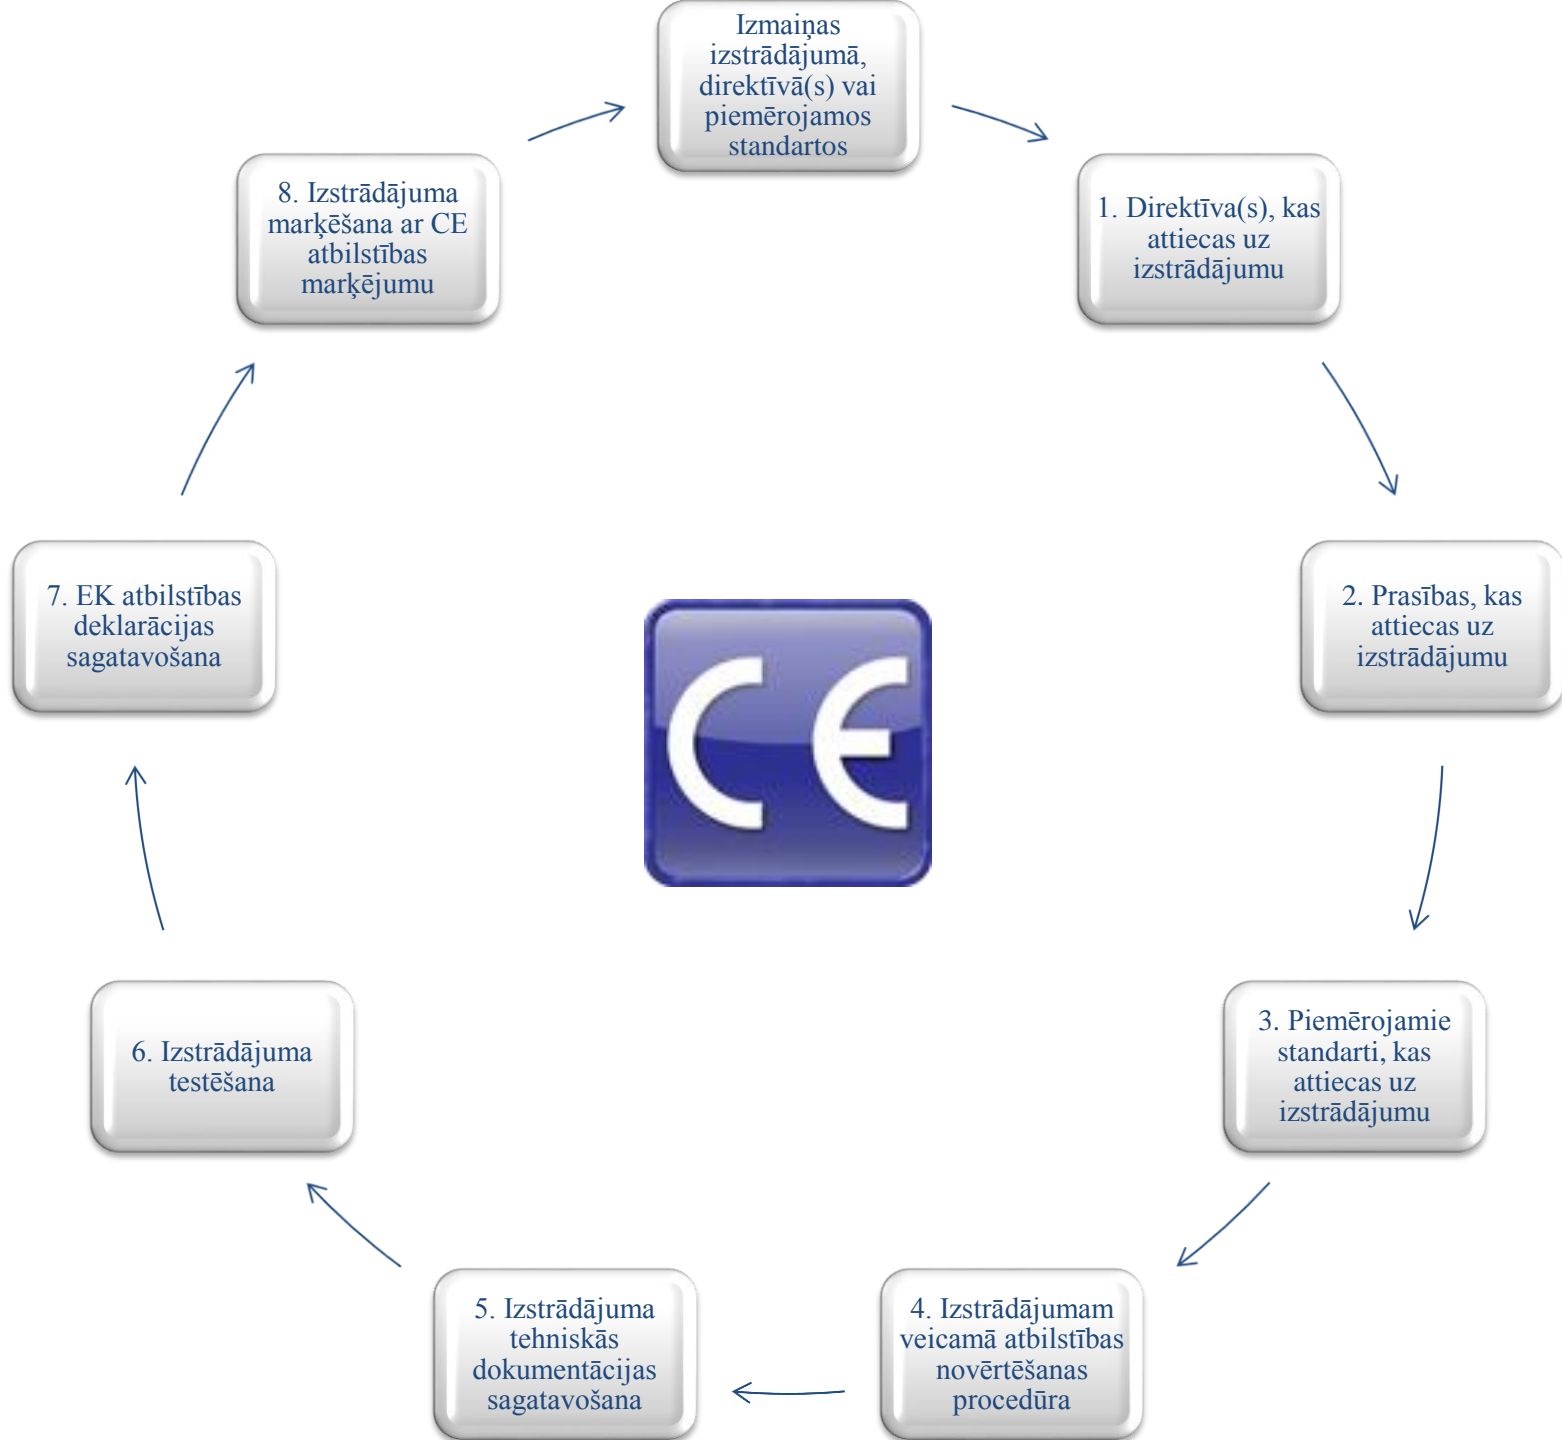 Izmaiņas
izstrādājumā,
direktīvā(s) vai
piemērojamos
standartos
1. Direktīva(s), kas
attiecas uz
izstrādājumu
2. Prasības, kas
attiecas uz
izstrādājumu
3. Piemērojamie
standarti, kas
attiecas uz
izstrādājumu
4. Izstrādājumam
veicamā atbilstības
novērtēšanas
procedūra
5. Izstrādājuma
tehniskās
dokumentācijas
sagatavošana
6. Izstrādājuma
testēšana
7. EK atbilstības
deklarācijas
sagatavošana
8. Izstrādājuma
marķēšana ar CE
atbilstības
marķējumu
CE